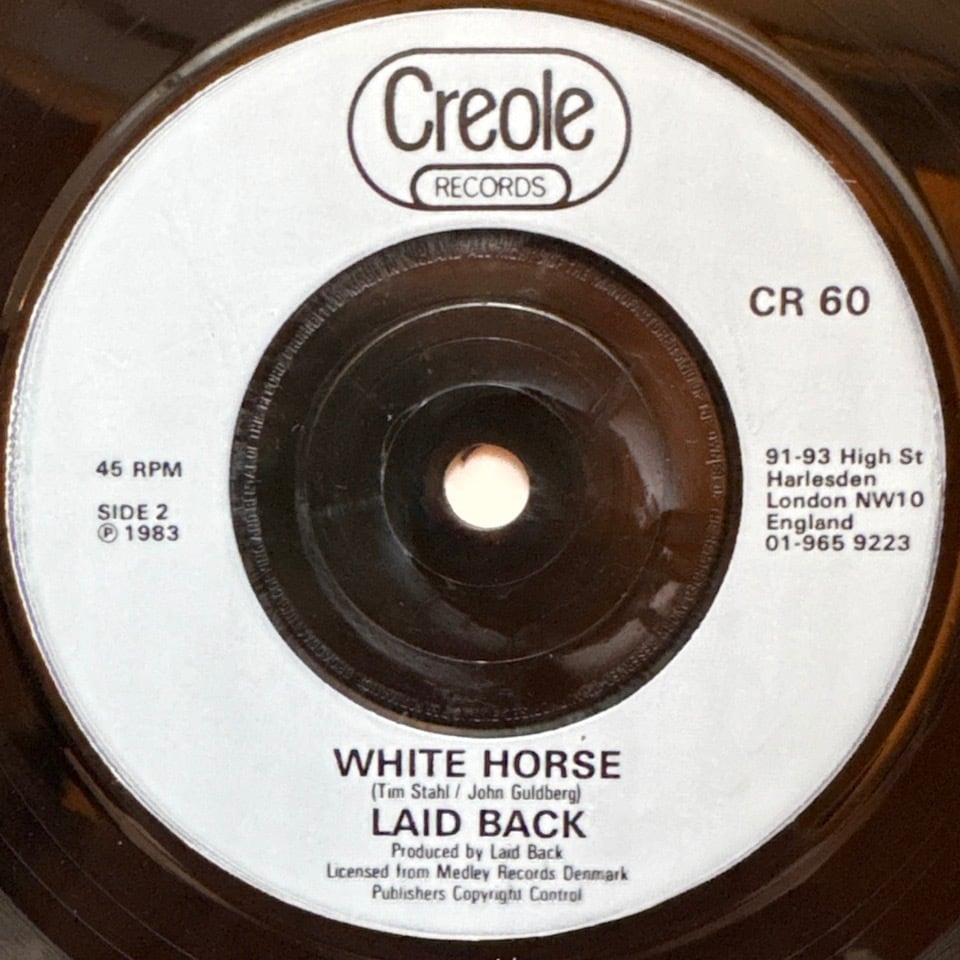 Creole
RECORDS
CR 60
45 RPM
SIDE 2
Ⓟ 1983
91-93 High St
Harlesden
London NW10
England
01-965 9223
WHITE HORSE
(Tim Stahl / John Guldberg)
LAID BACK
Produced by Laid Back
Licensed from Medley Records Denmark
Publishers Copyright Control